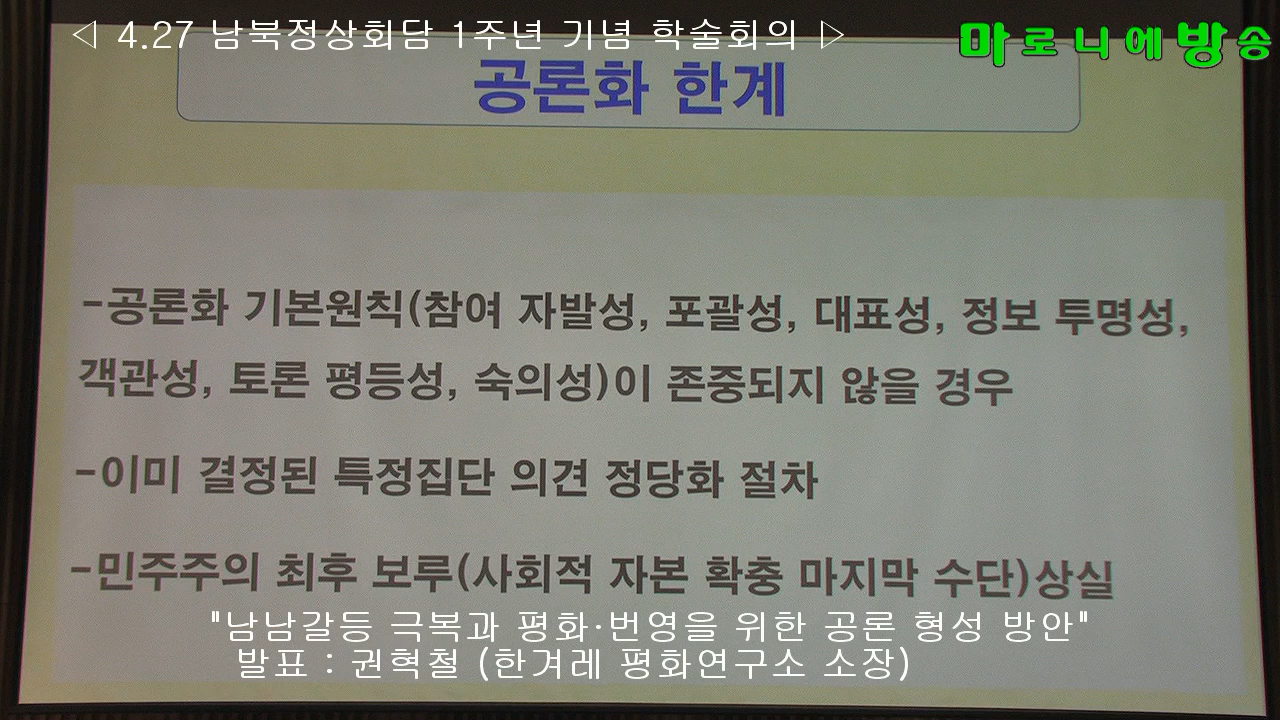 ◁ 4.27 남북정상회담 1주년 기념 학술회의 ▷
마로니에방송
공론화 한계
-공론화 기본원칙(참여 자발성, 포괄성, 대표성, 정보 투명성,
객관성, 토론 평등성, 숙의성)이 존중되지 않을 경우
-이미 결정된 특정집단 의견 정당화 절차
-민주주의 최후 보루(사회적 자본 확충 마지막 수단)상실
"남남갈등 극복과 평화·번영을 위한 공론 형성 방안"
발표 : 권혁철 (한겨레 평화연구소 소장)